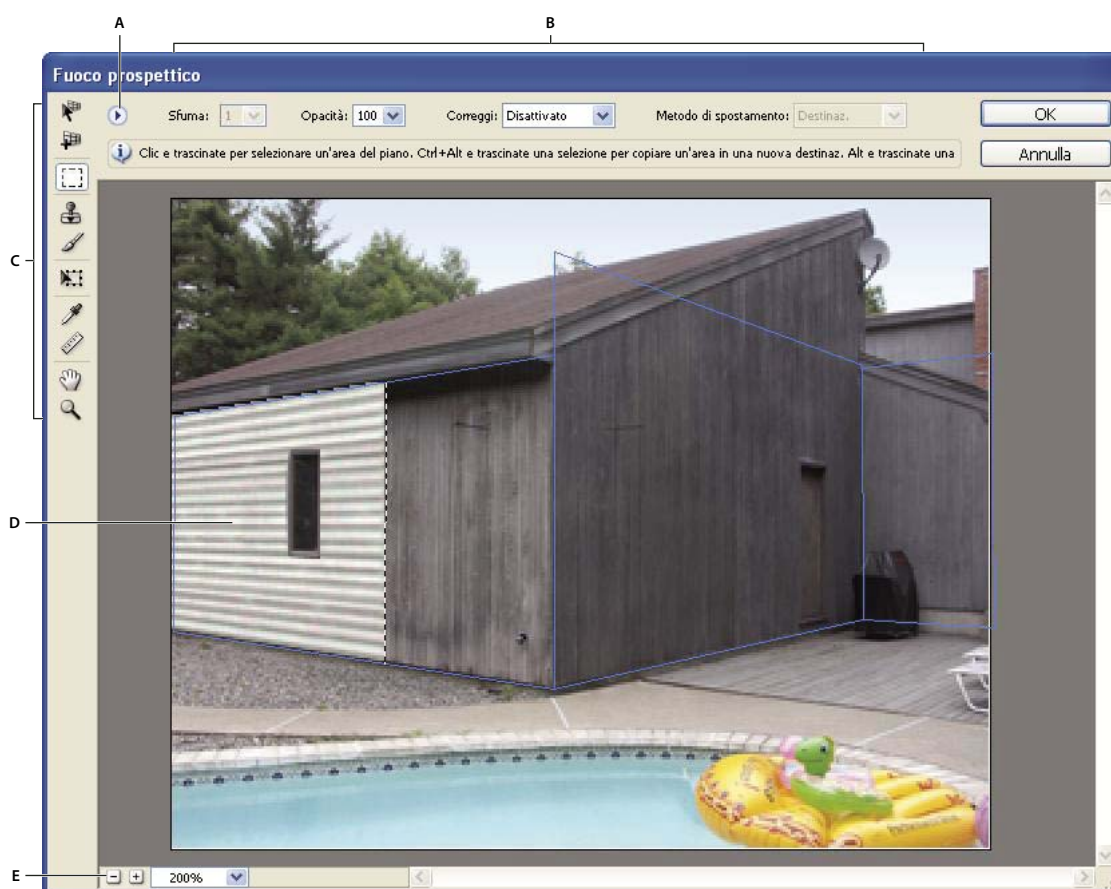 A
B
Fuoco prospettico
Sfuma: 1 Opacità: 100 Correggi: Disattivato Metodo di spostamento: Destinaz. OK
Clic e trascinate per selezionare un'area del piano. Ctrl+Alt e trascinate una selezione per copiare un'area in una nuova destinaz. Alt e trascinate una Annulla
C
D
E
200%